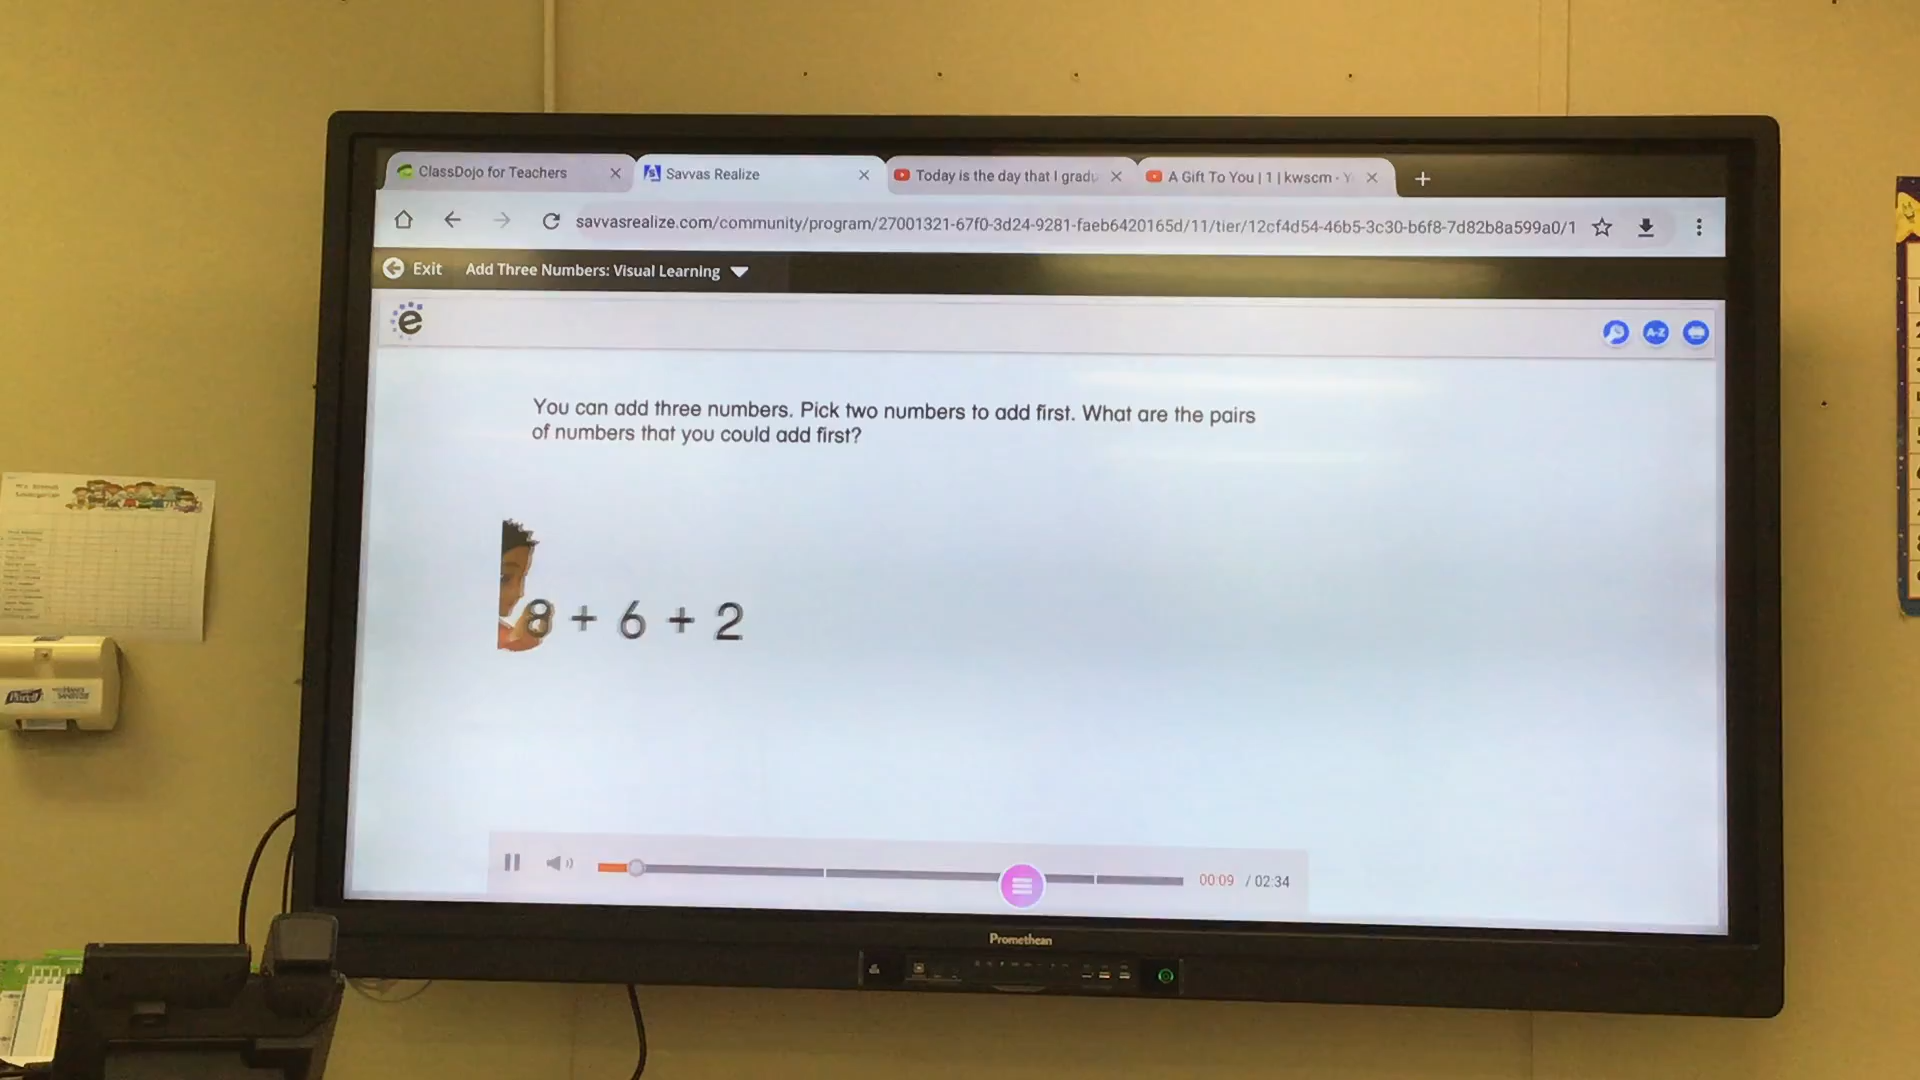 ClassDojo for Teachers
Savvas Realize
Today is the day that I gradu
A Gift To You | 1 | kwscm - Y
savvasrealize.com/community/program/27001321-67f0-3d24-9281-faeb6420165d/11/tier/12cf4d54-46b5-3c30-b6f8-7d82b8a599a0/1
Exit Add Three Numbers: Visual Learning
e
A-Z
You can add three numbers. Pick two numbers to add first. What are the pairs
of numbers that you could add first?
8 + 6 + 2
00:09 / 02:34
Promethean
Purell